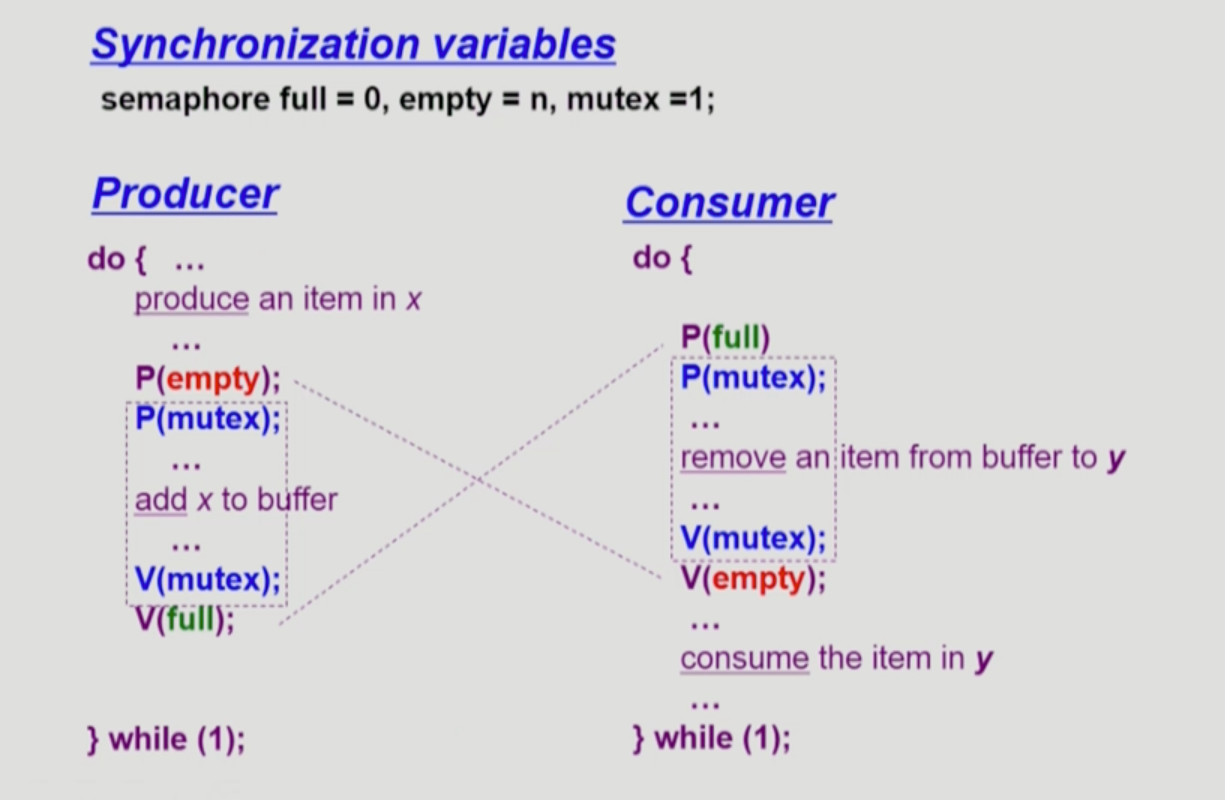 Synchronization variables
semaphore full = 0, empty = n, mutex =1;
Producer
do { ...
produce an item in x
...
P(empty);
P(mutex);
...
add x to buffer
...
V(mutex);
V(full);
} while (1);
Consumer
do {
P(full)
P(mutex);
...
remove an item from buffer to y
...
V(mutex);
V(empty);
...
consume the item in y
...
} while (1);